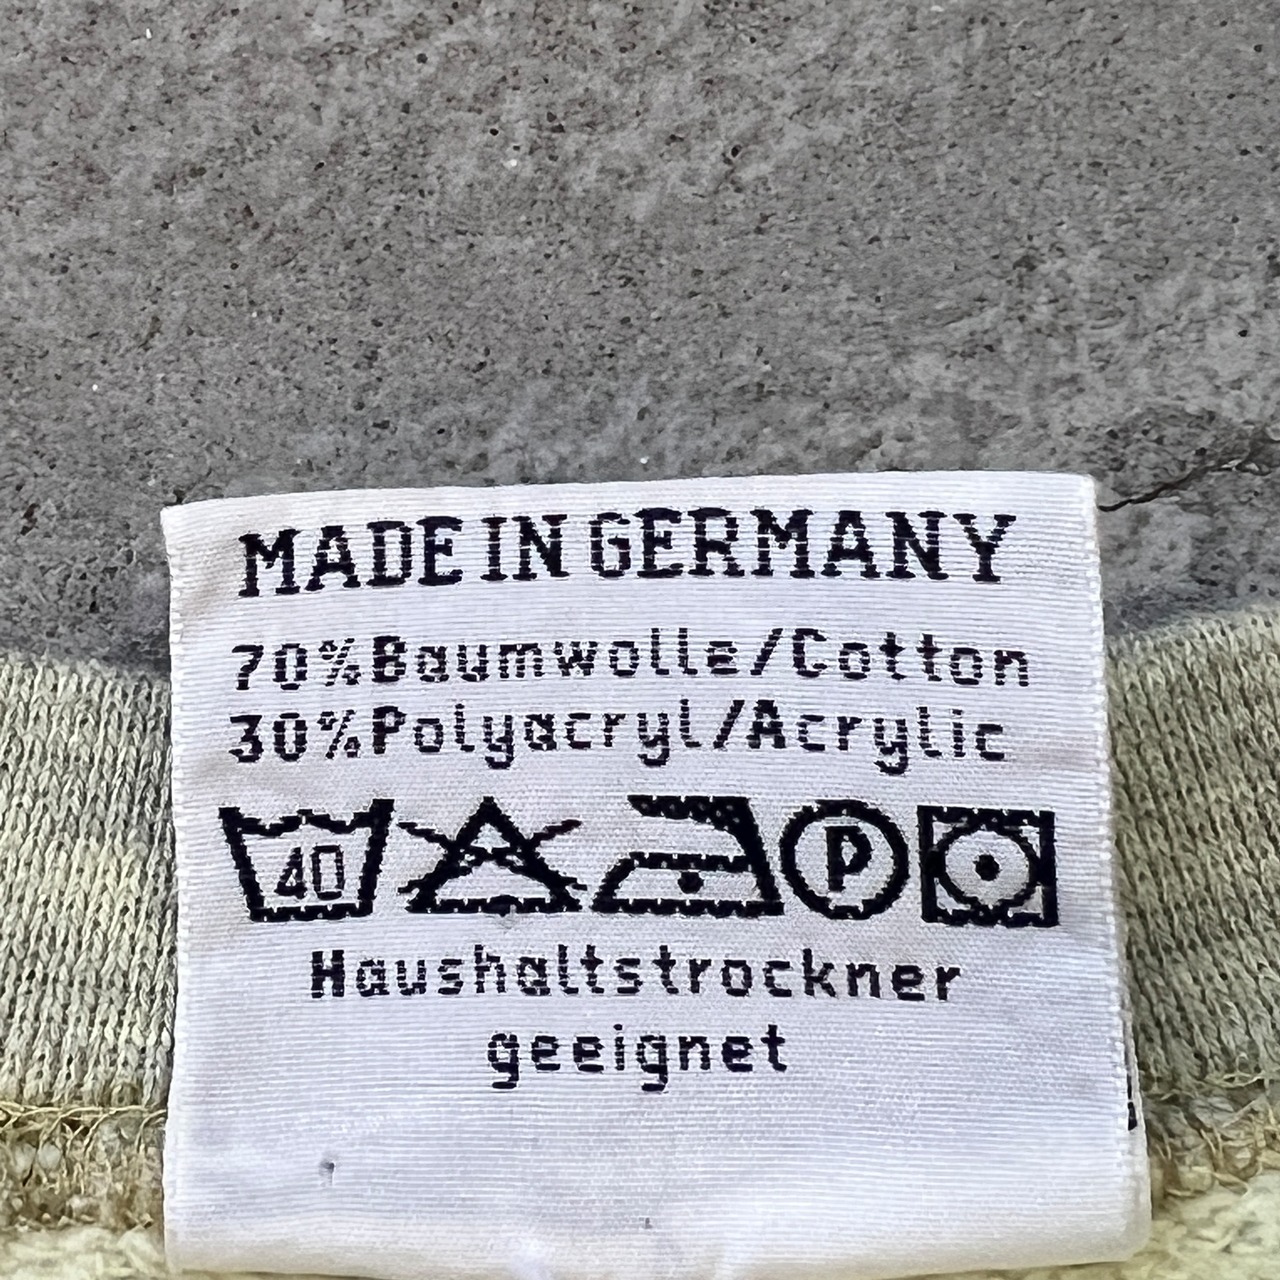 MADE IN GERMANY
70%Baumwolle/Cotton
30%Polyacryl/Acrylic
40 P
Haushaltstrockner
geeignet